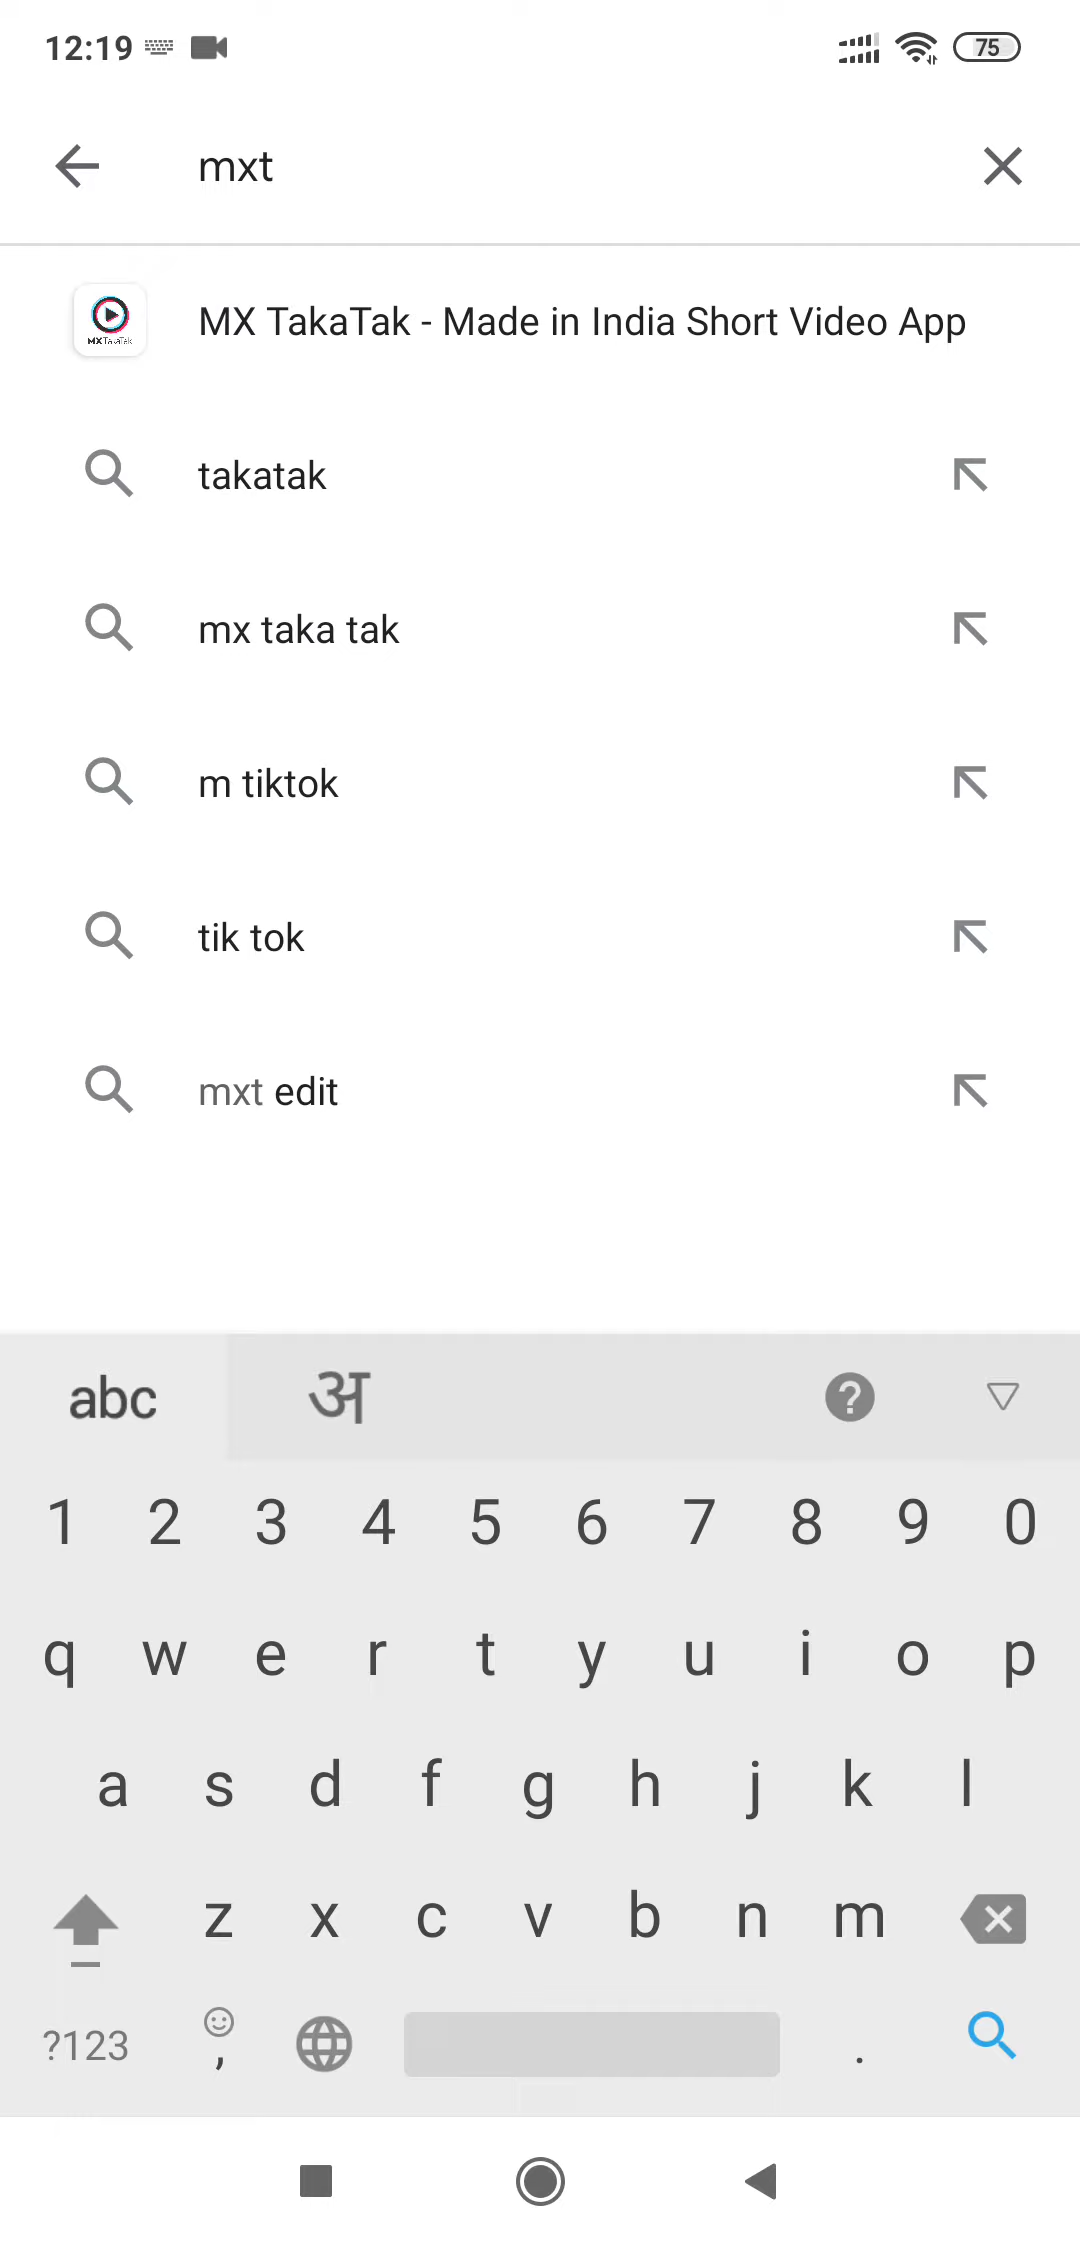 12:19 75
mxt
MXTakaTak
MX TakaTak - Made in India Short Video App
takatak
mx taka tak
m tiktok
tik tok
mxt edit
abc अ ?
1 2 3 4 5 6 7 8 9 0
q w e r t y u i o p
a s d f g h j k l
z x c v b n m
?123 , .